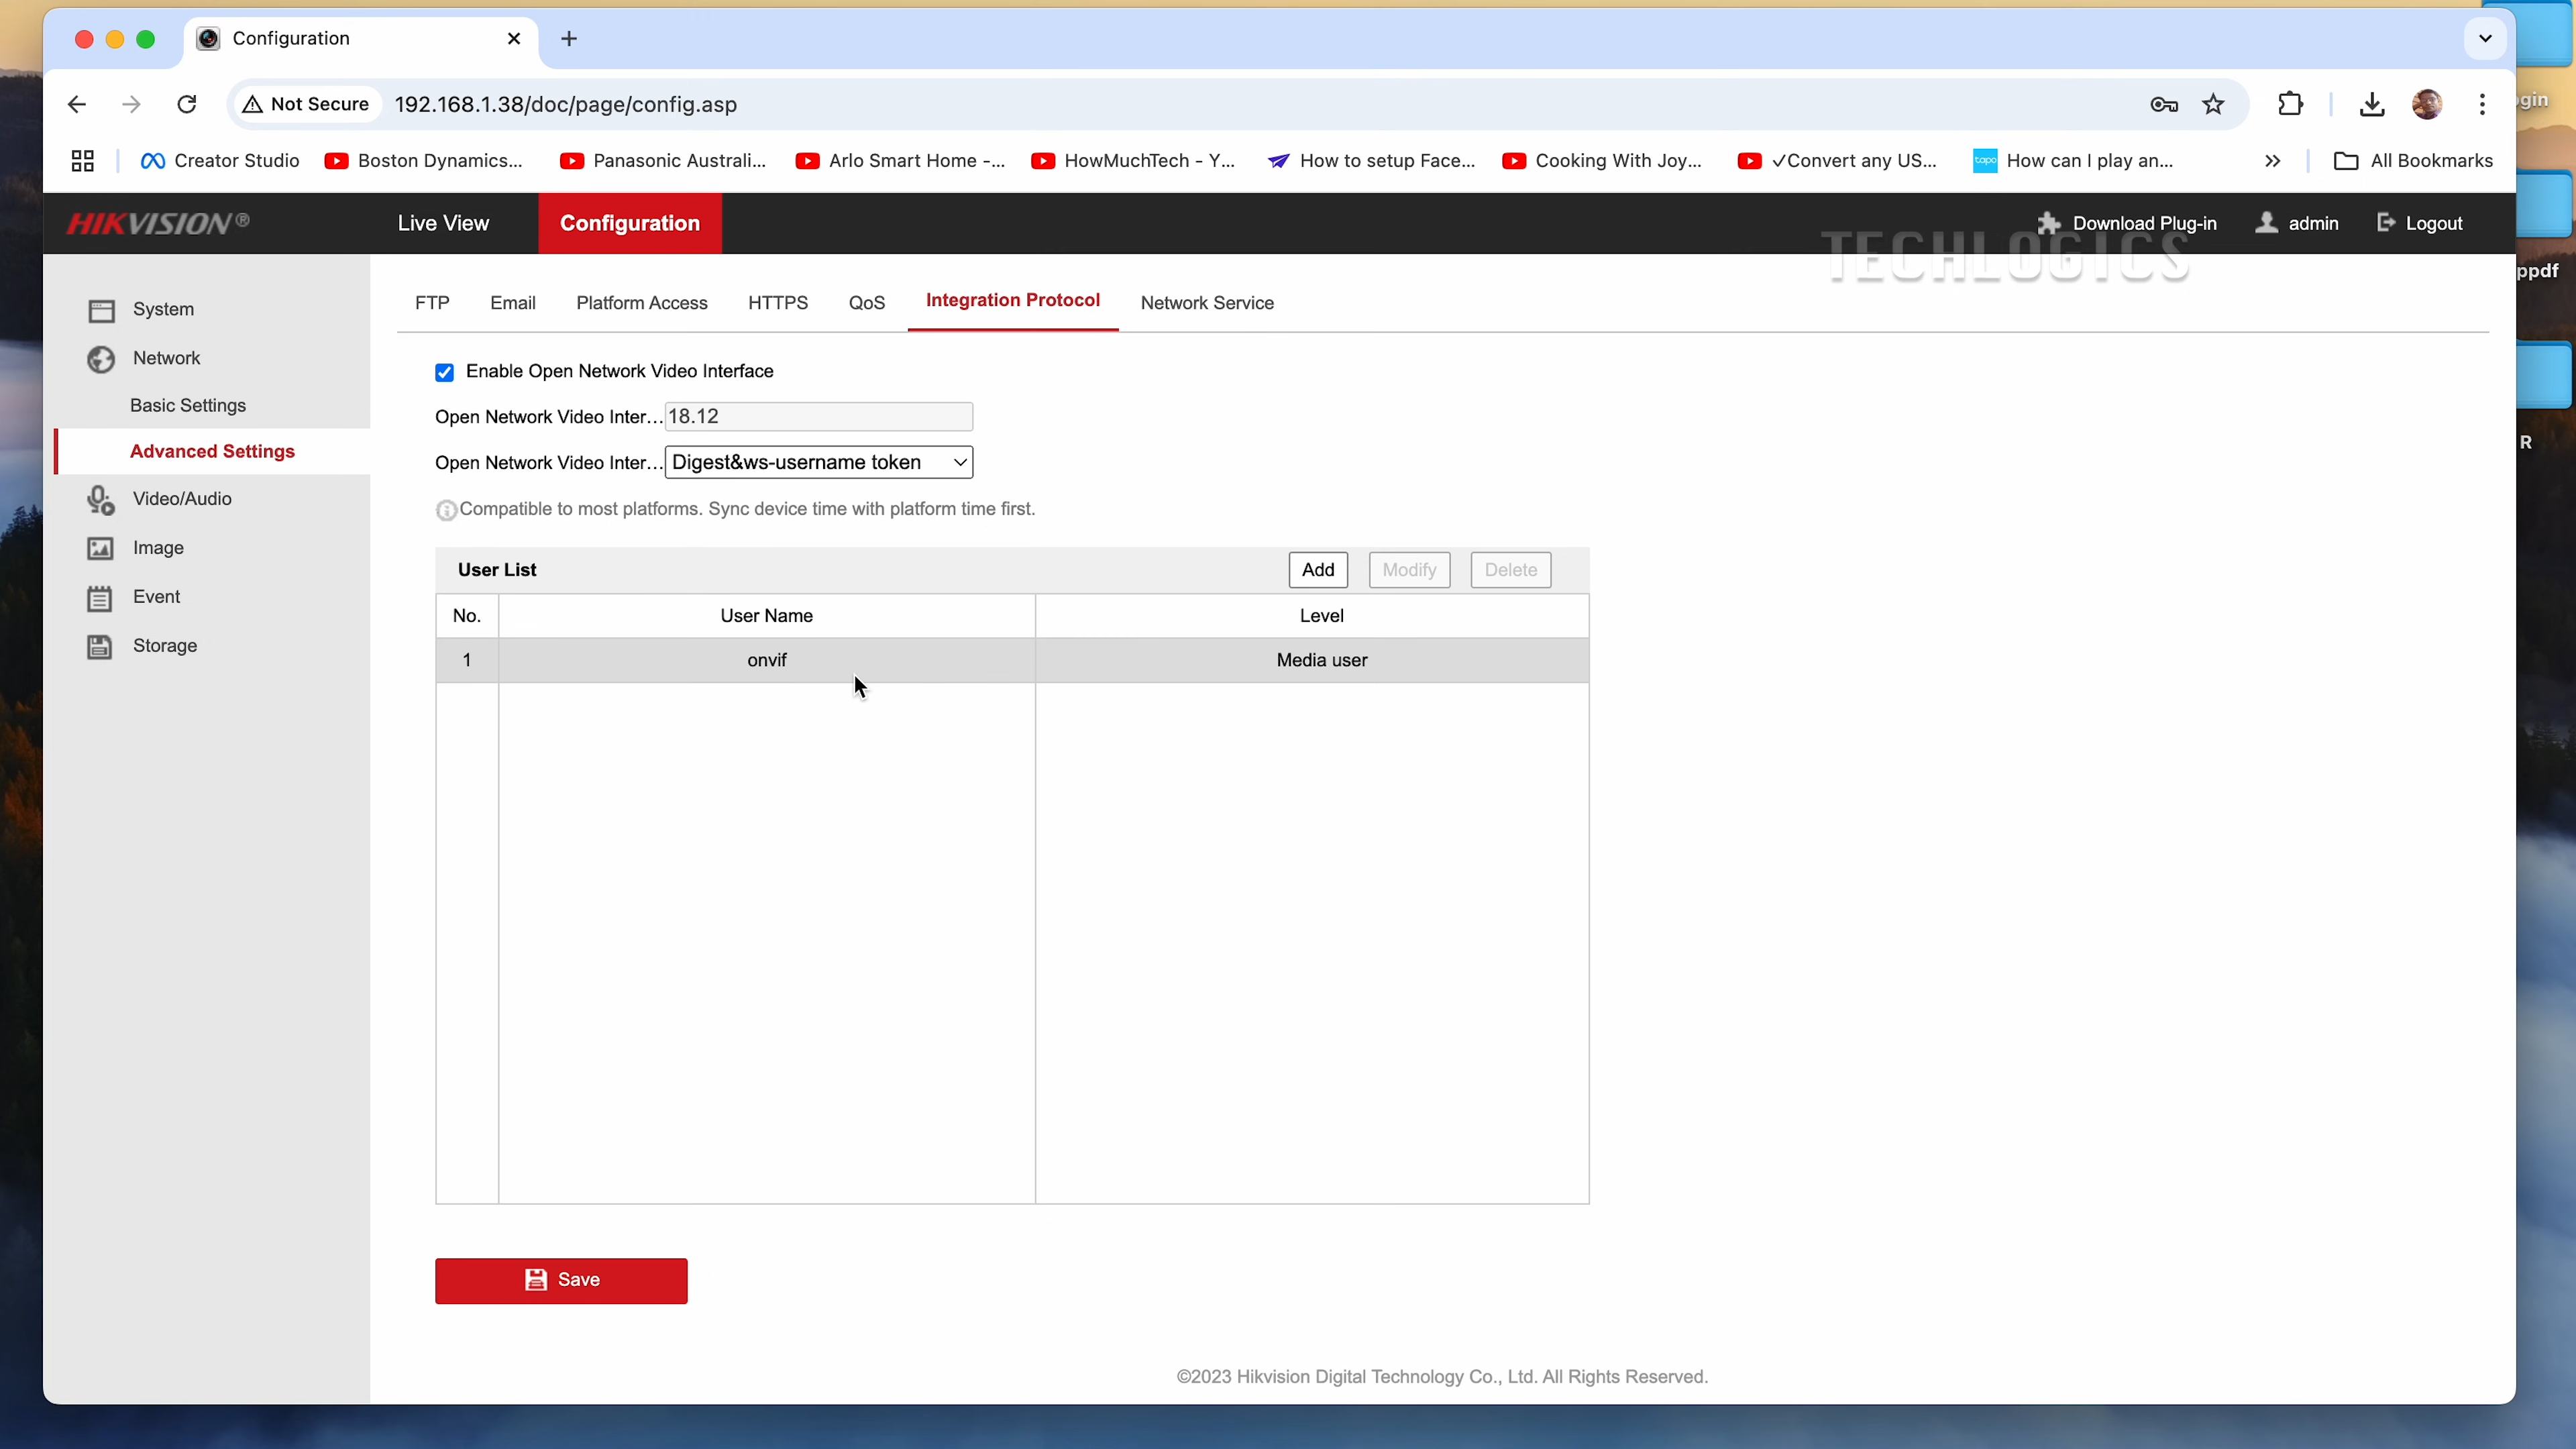 Configuration
Not Secure 192.168.1.38/doc/page/config.asp
Creator Studio Boston Dynamics... Panasonic Australi... Arlo Smart Home -... HowMuchTech - Y... How to setup Face... Cooking With Joy... ✓Convert any US... tapo How can I play an... » All Bookmarks
HIKVISION® Live View Configuration Download Plug-in admin Logout
TECHLOGICS
FTP Email Platform Access HTTPS QoS Integration Protocol Network Service
System
Network
Basic Settings
Advanced Settings
Video/Audio
Image
Event
Storage
Enable Open Network Video Interface
Open Network Video Inter... 18.12
Open Network Video Inter... Digest&ws-username token
Compatible to most platforms. Sync device time with platform time first.
User List Add Modify Delete
No. User Name Level
1 onvif Media user
Save
©2023 Hikvision Digital Technology Co., Ltd. All Rights Reserved.
gin
ppdf
R